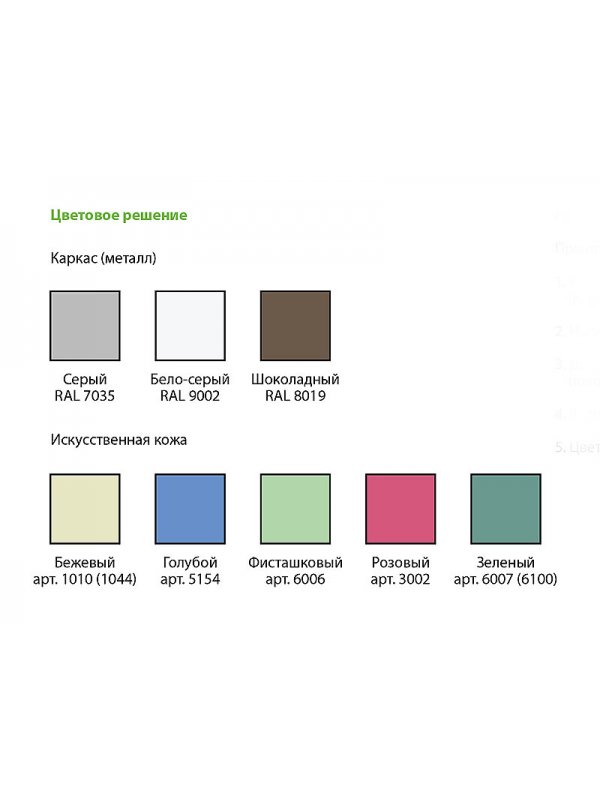 Цветовое решение
Каркас (металл)
Серый
RAL 7035
Бело-серый
RAL 9002
Шоколадный
RAL 8019
Искусственная кожа
Бежевый
арт. 1010 (1044)
Голубой
арт. 5154
Фисташковый
арт. 6006
Розовый
арт. 3002
Зеленый
арт. 6007 (6100)